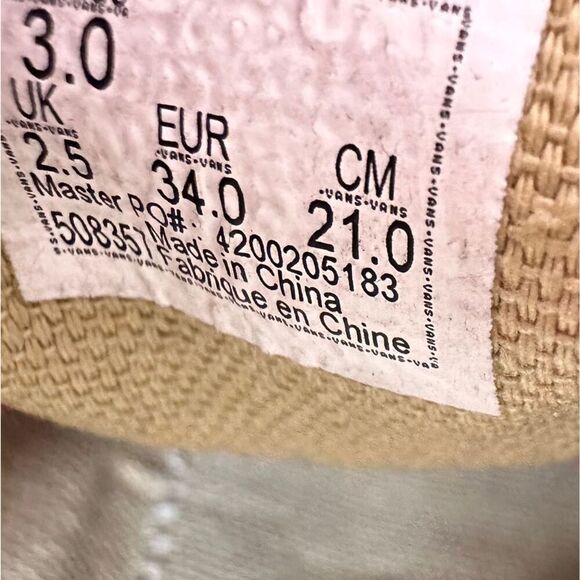 3.0
UK EUR CM
2.5 34.0 21.0
Master PO#: 4200205183
508357
Made in China
Fabrique en Chine